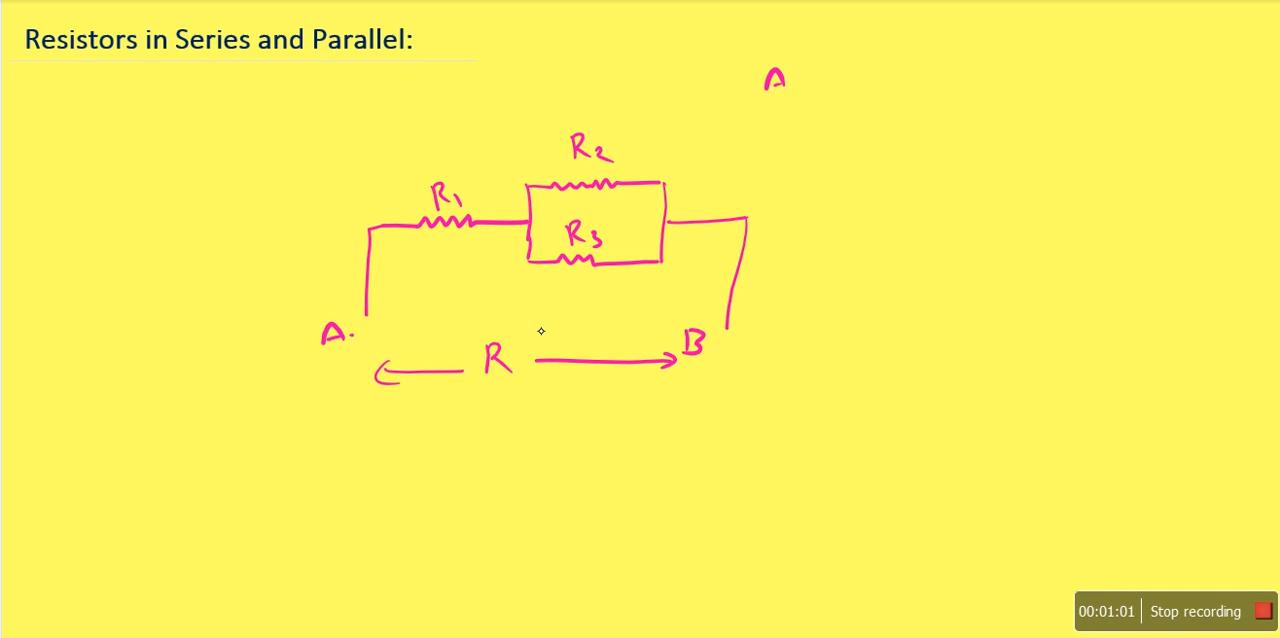 Resistors in Series and Parallel:
A
R2
R1
R3
A.
R
B
00:01:01 Stop recording